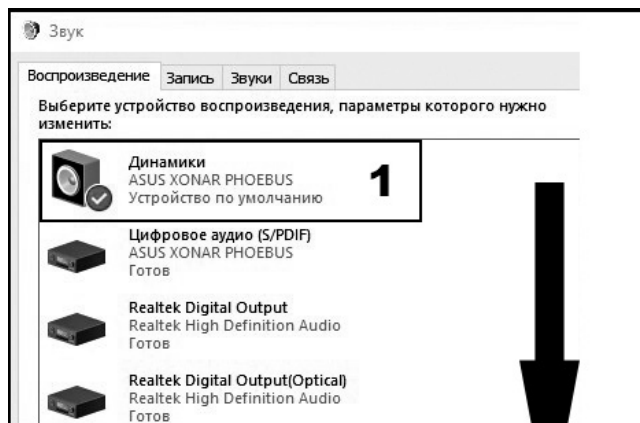 Звук
Воспроизведение Запись Звуки Связь
Выберите устройство воспроизведения, параметры которого нужно
изменить:
Динамики
ASUS XONAR PHOEBUS
Устройство по умолчанию
1
Цифровое аудио (S/PDIF)
ASUS XONAR PHOEBUS
Готов
Realtek Digital Output
Realtek High Definition Audio
Готов
Realtek Digital Output(Optical)
Realtek High Definition Audio
Готов